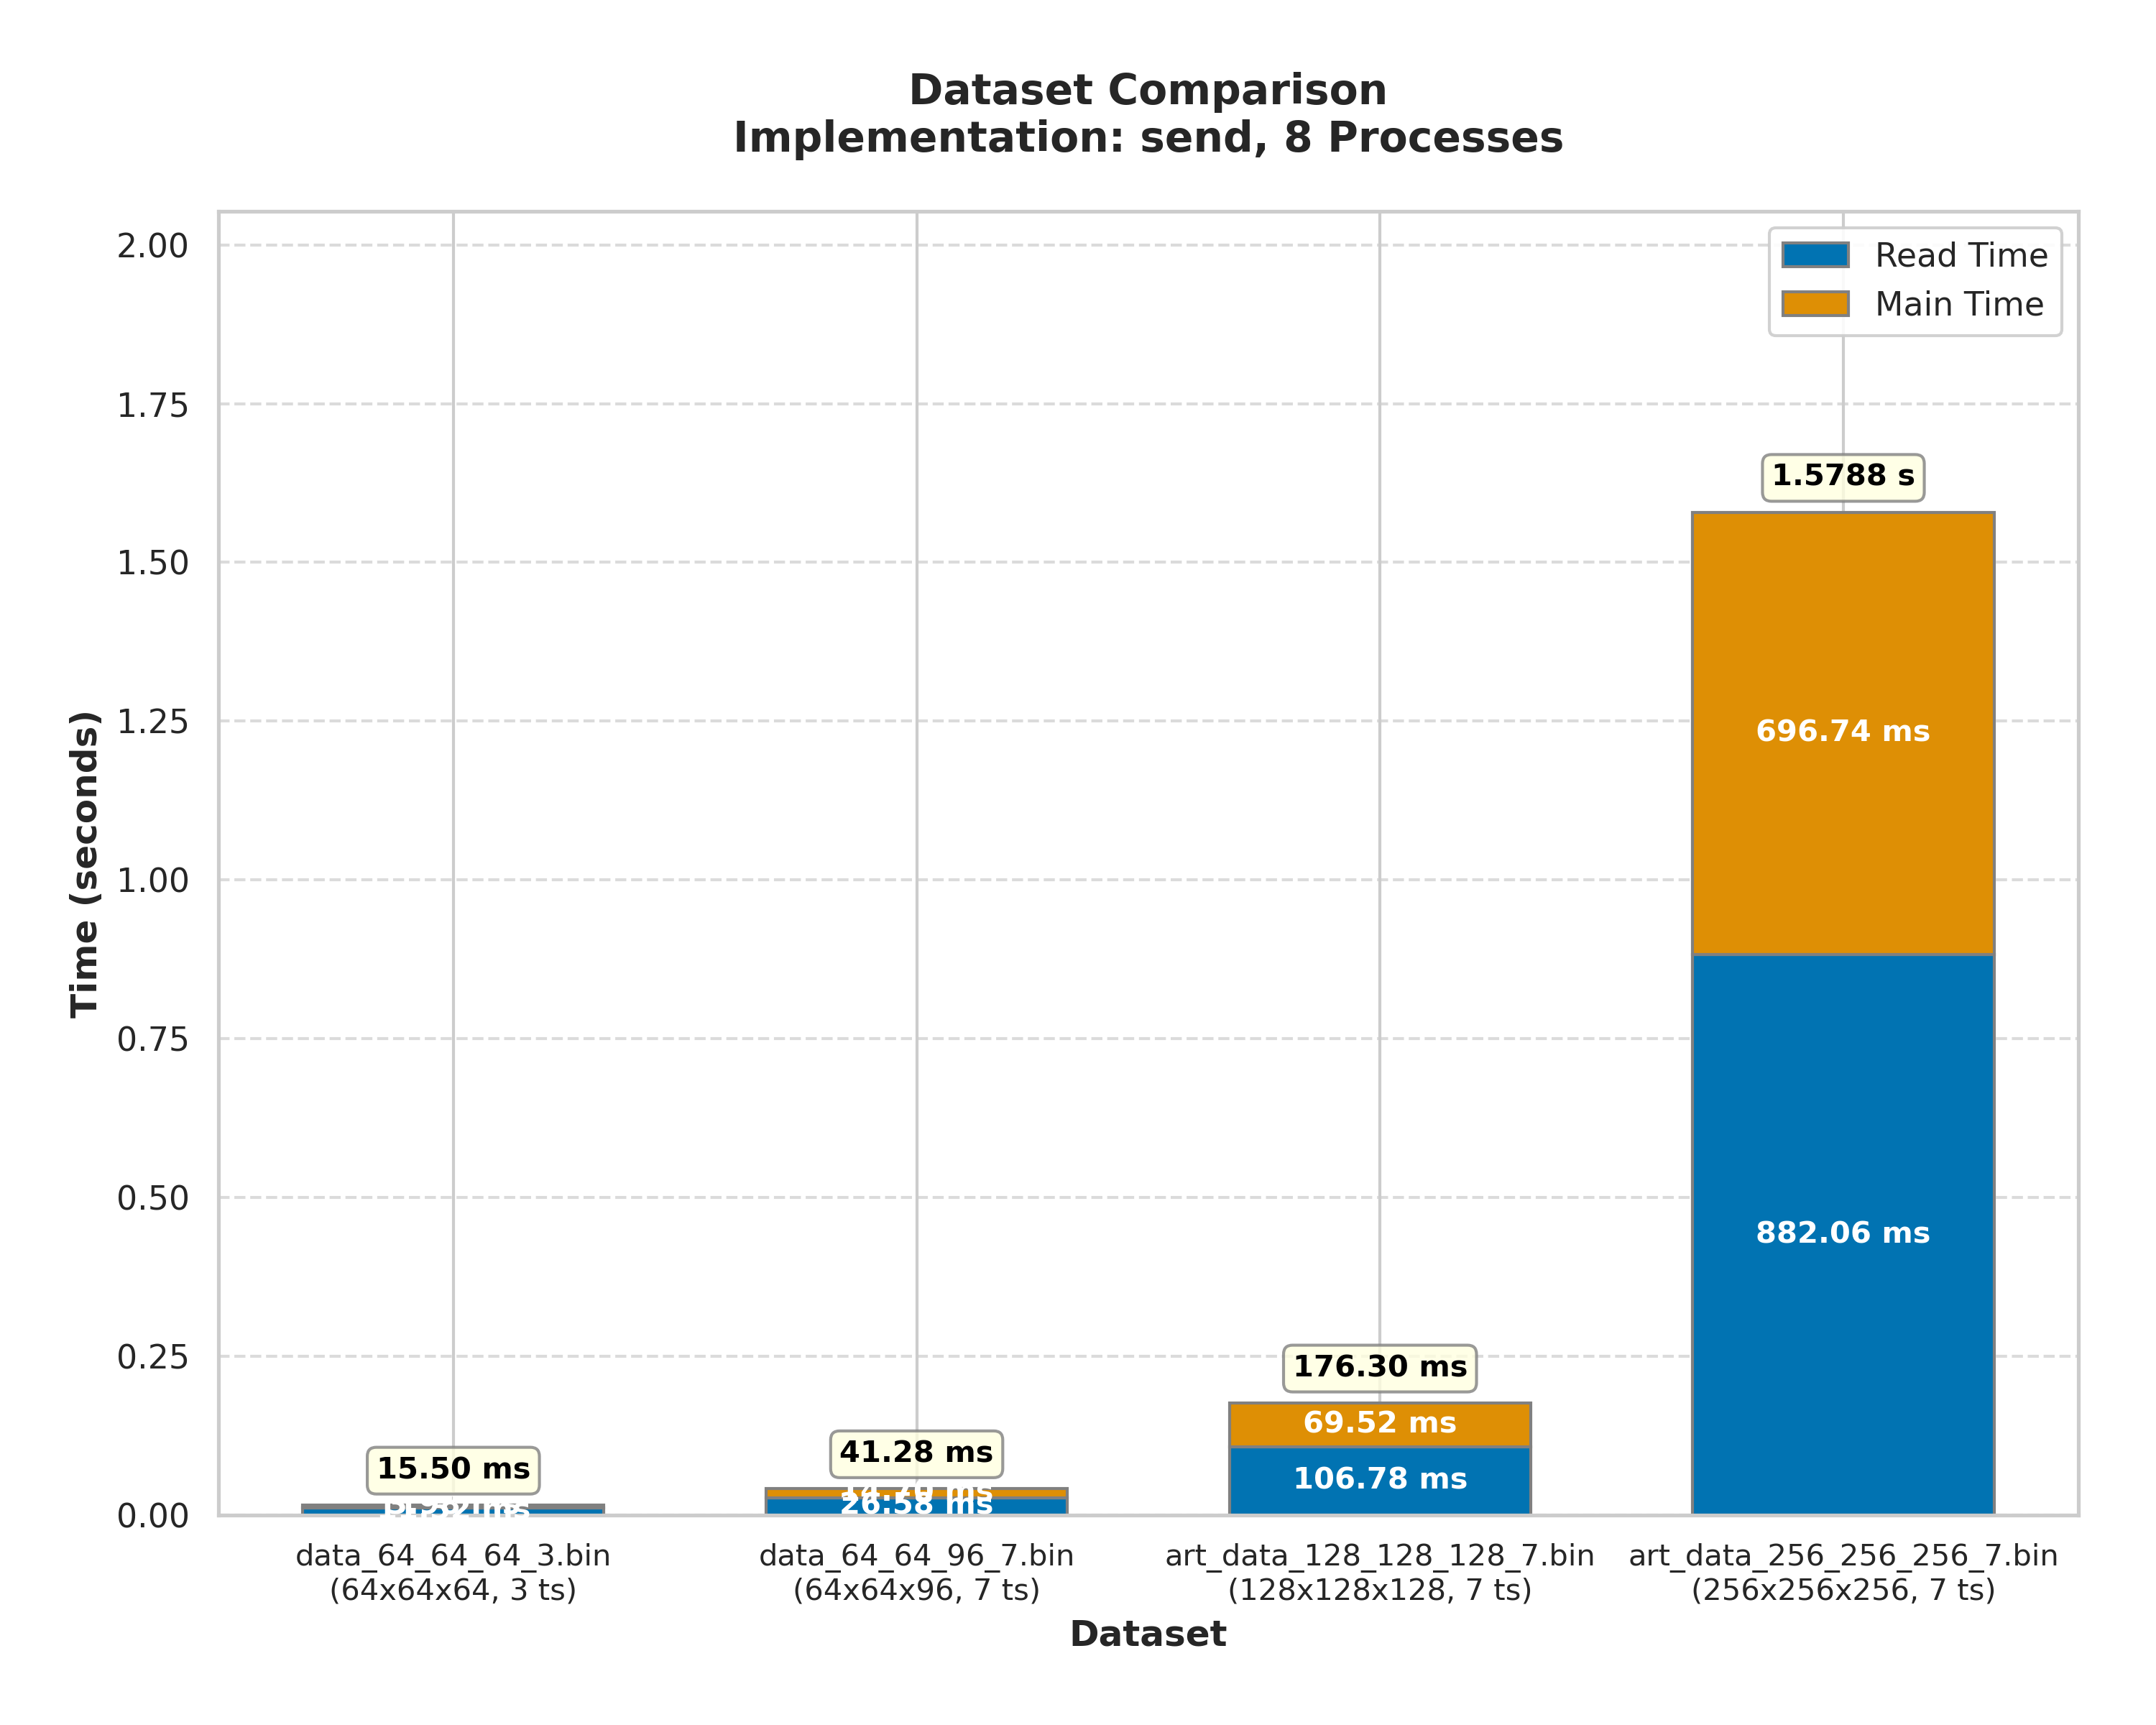 Dataset Comparison
Implementation: send, 8 Processes
Time (seconds)
2.00
1.75
1.50
1.25
1.00
0.75
0.50
0.25
0.00
Read Time
Main Time
15.50 ms
41.28 ms
26.58 ms
176.30 ms
69.52 ms
106.78 ms
1.5788 s
696.74 ms
882.06 ms
data_64_64_64_3.bin
(64x64x64, 3 ts)
data_64_64_96_7.bin
(64x64x96, 7 ts)
art_data_128_128_128_7.bin
(128x128x128, 7 ts)
art_data_256_256_256_7.bin
(256x256x256, 7 ts)
Dataset